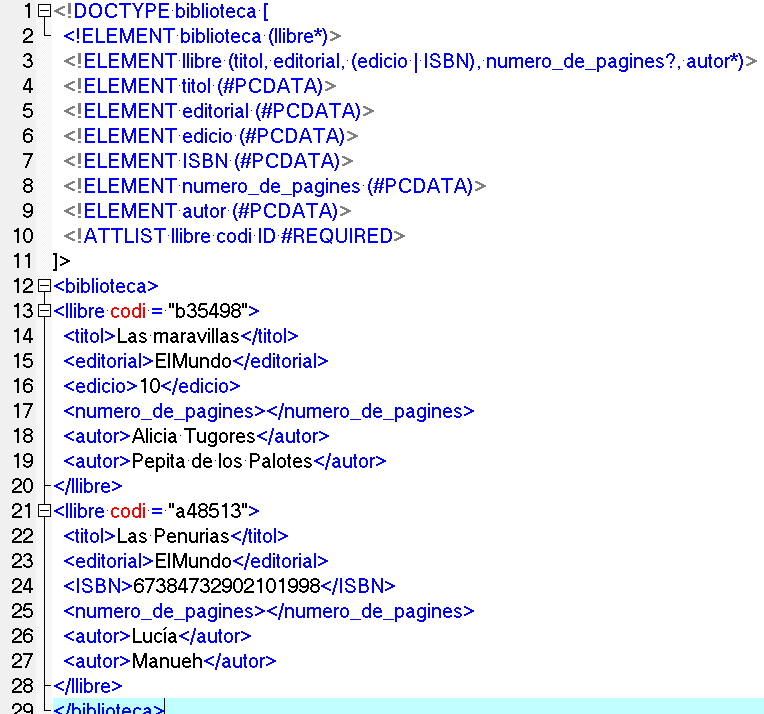 1 <!DOCTYPE biblioteca [
2 <!ELEMENT biblioteca (llibre*)>
3 <!ELEMENT llibre (titol, editorial, (edicio | ISBN), numero_de_pagines?, autor*)>
4 <!ELEMENT titol (#PCDATA)>
5 <!ELEMENT editorial (#PCDATA)>
6 <!ELEMENT edicio (#PCDATA)>
7 <!ELEMENT ISBN (#PCDATA)>
8 <!ELEMENT numero_de_pagines (#PCDATA)>
9 <!ELEMENT autor (#PCDATA)>
10 <!ATTLIST llibre codi ID #REQUIRED>
11 ]>
12 <biblioteca>
13 <llibre codi = "b35498">
14 <titol>Las maravillas</titol>
15 <editorial>ElMundo</editorial>
16 <edicio>10</edicio>
17 <numero_de_pagines></numero_de_pagines>
18 <autor>Alicia Tugores</autor>
19 <autor>Pepita de los Palotes</autor>
20 </llibre>
21 <llibre codi = "a48513">
22 <titol>Las Penurias</titol>
23 <editorial>ElMundo</editorial>
24 <ISBN>67384732902101998</ISBN>
25 <numero_de_pagines></numero_de_pagines>
26 <autor>Lucía</autor>
27 <autor>Manueh</autor>
28 </llibre>
29 </biblioteca>